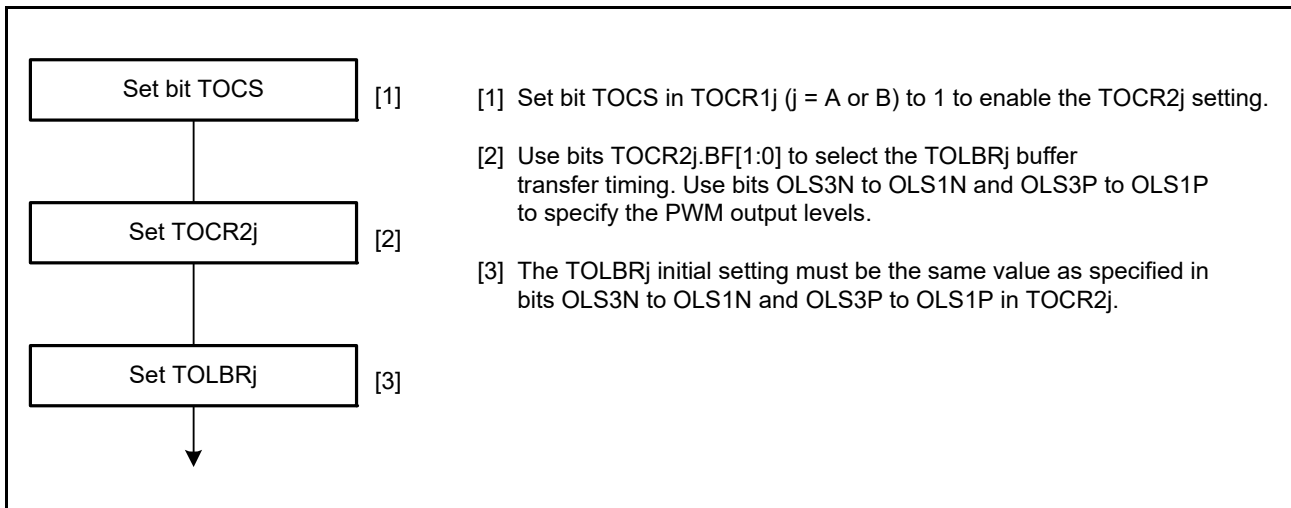 Set bit TOCS
[1]
Set TOCR2j
[2]
Set TOLBRj
[3]
[1] Set bit TOCS in TOCR1j (j = A or B) to 1 to enable the TOCR2j setting.
[2] Use bits TOCR2j.BF[1:0] to select the TOLBRj buffer
transfer timing. Use bits OLS3N to OLS1N and OLS3P to OLS1P
to specify the PWM output levels.
[3] The TOLBRj initial setting must be the same value as specified in
bits OLS3N to OLS1N and OLS3P to OLS1P in TOCR2j.